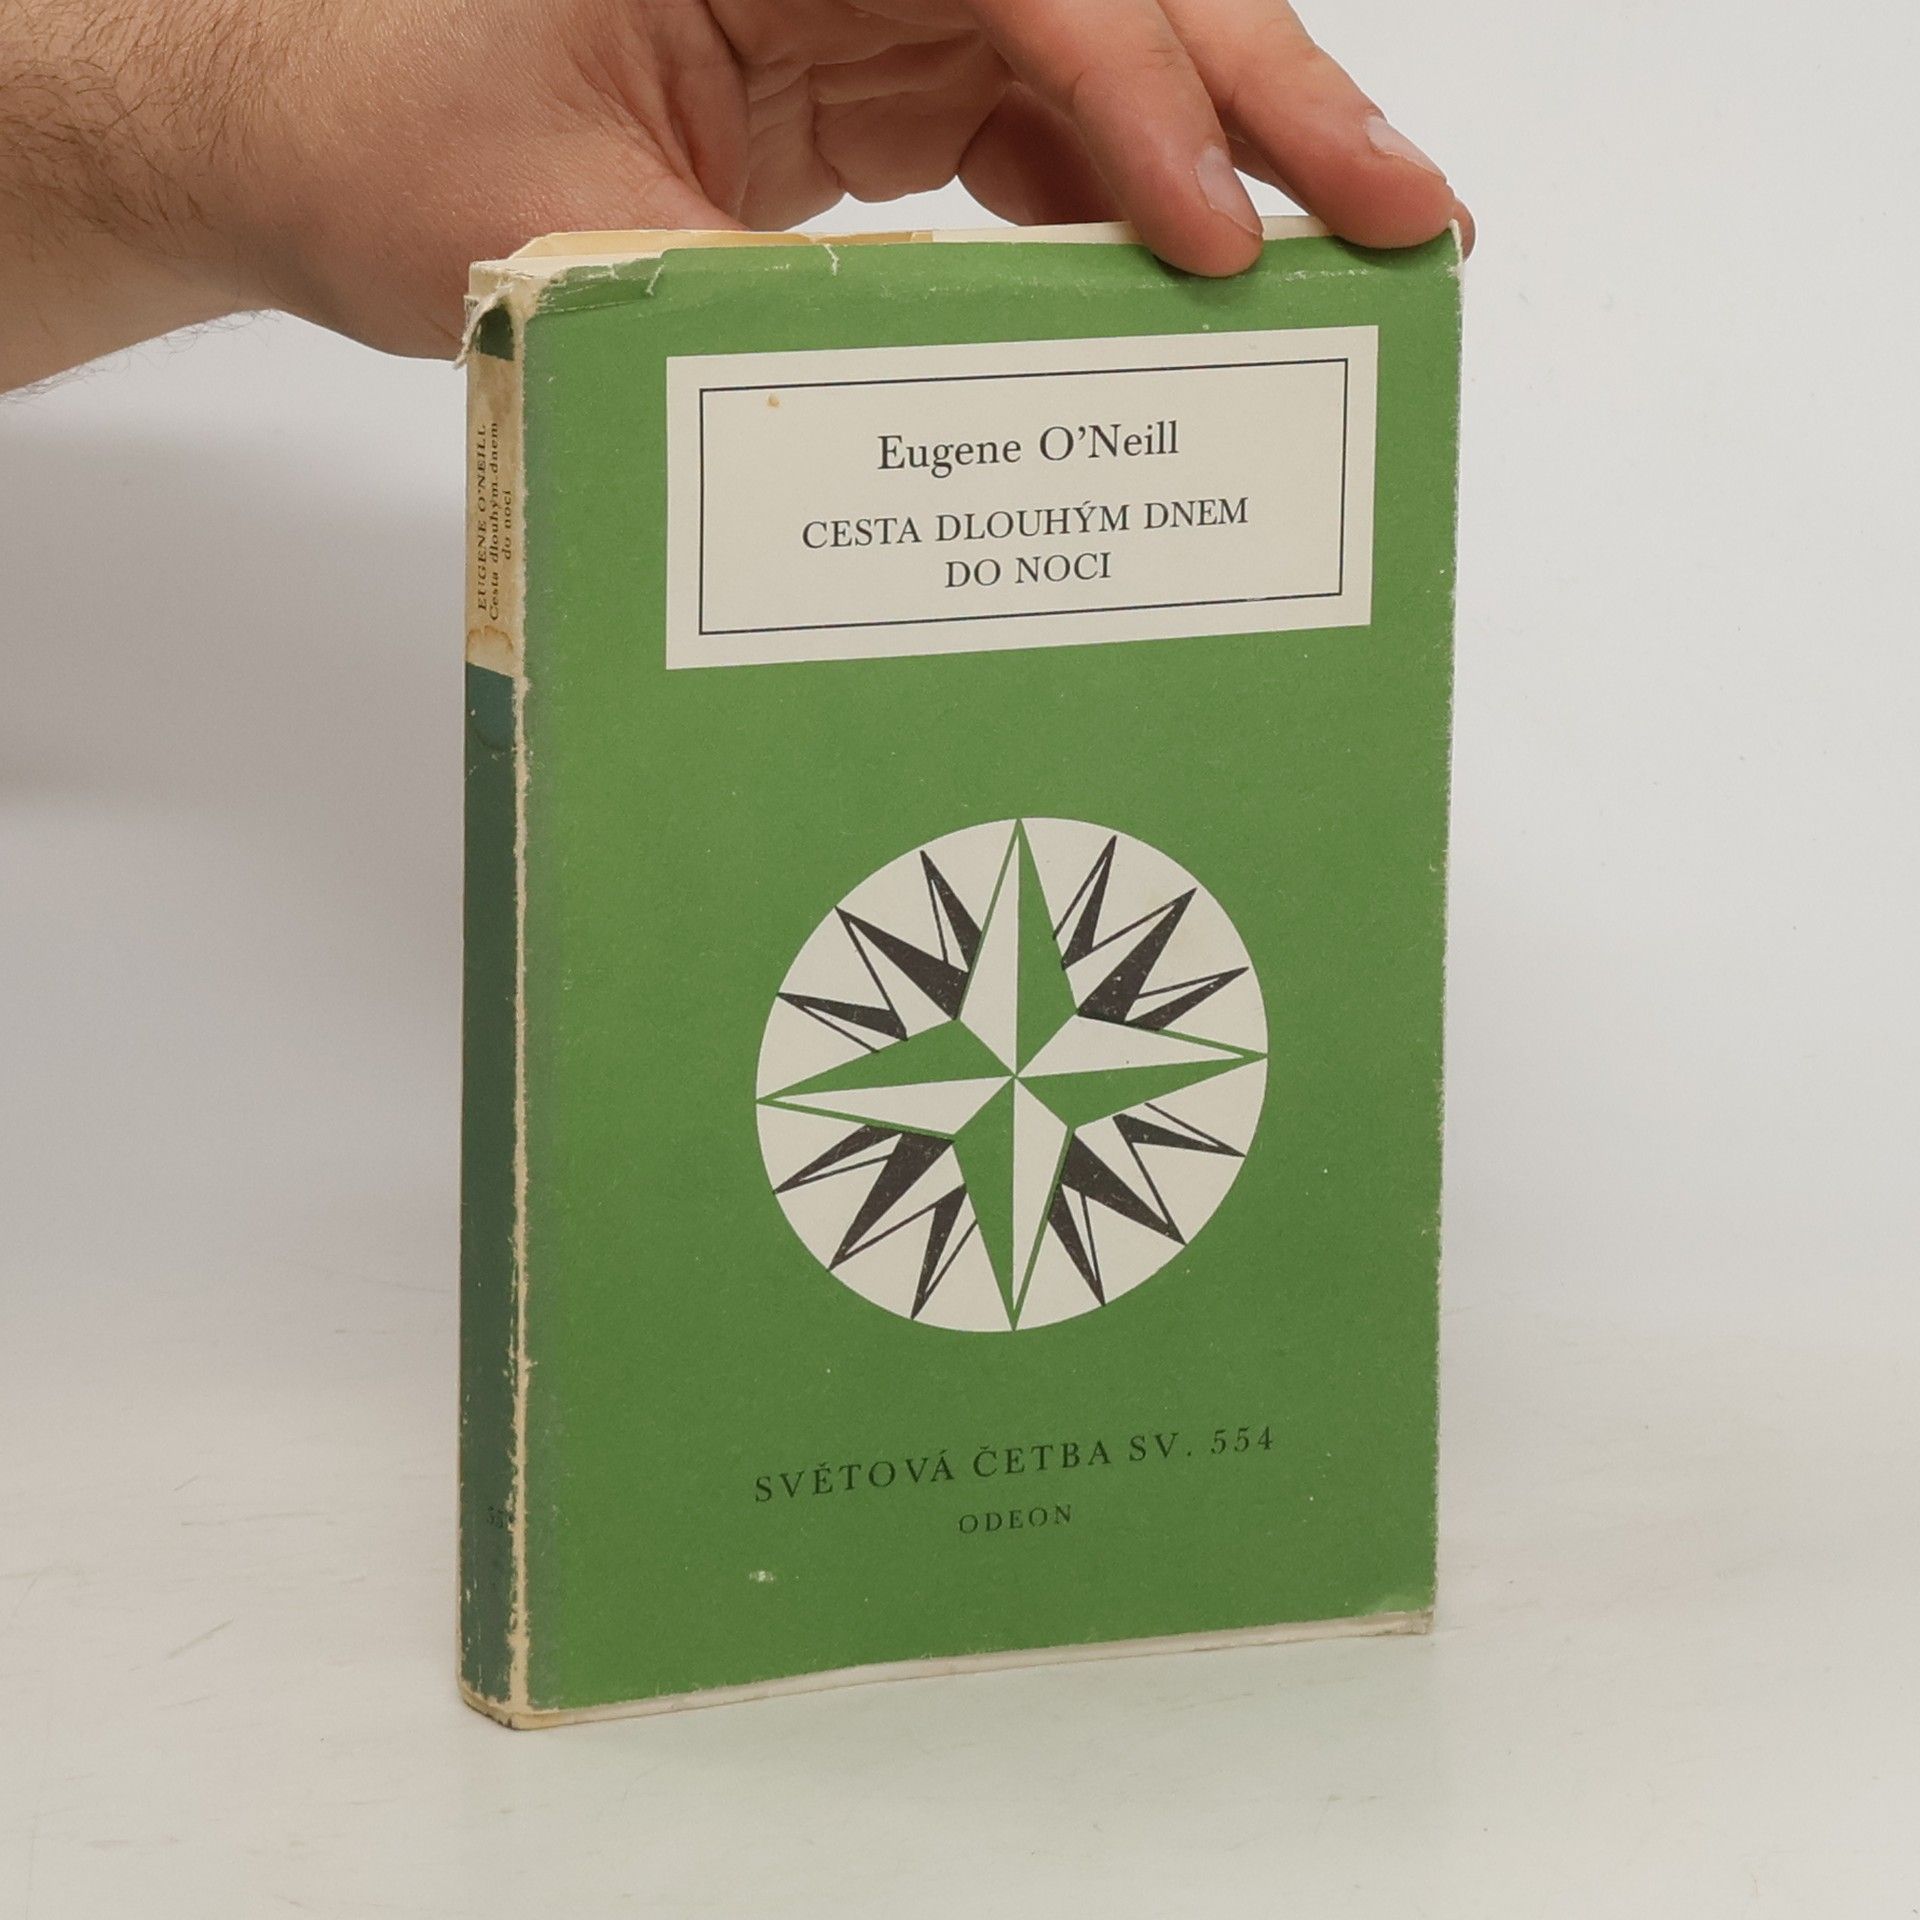 Eugene O’Neill
CESTA DLOUHÝM DNEM
DO NOCI
SVĚTOVÁ ČETBA SV. 554
ODEON
EUGENE O'NEILL
Cesta dlouhým dnem
do noci